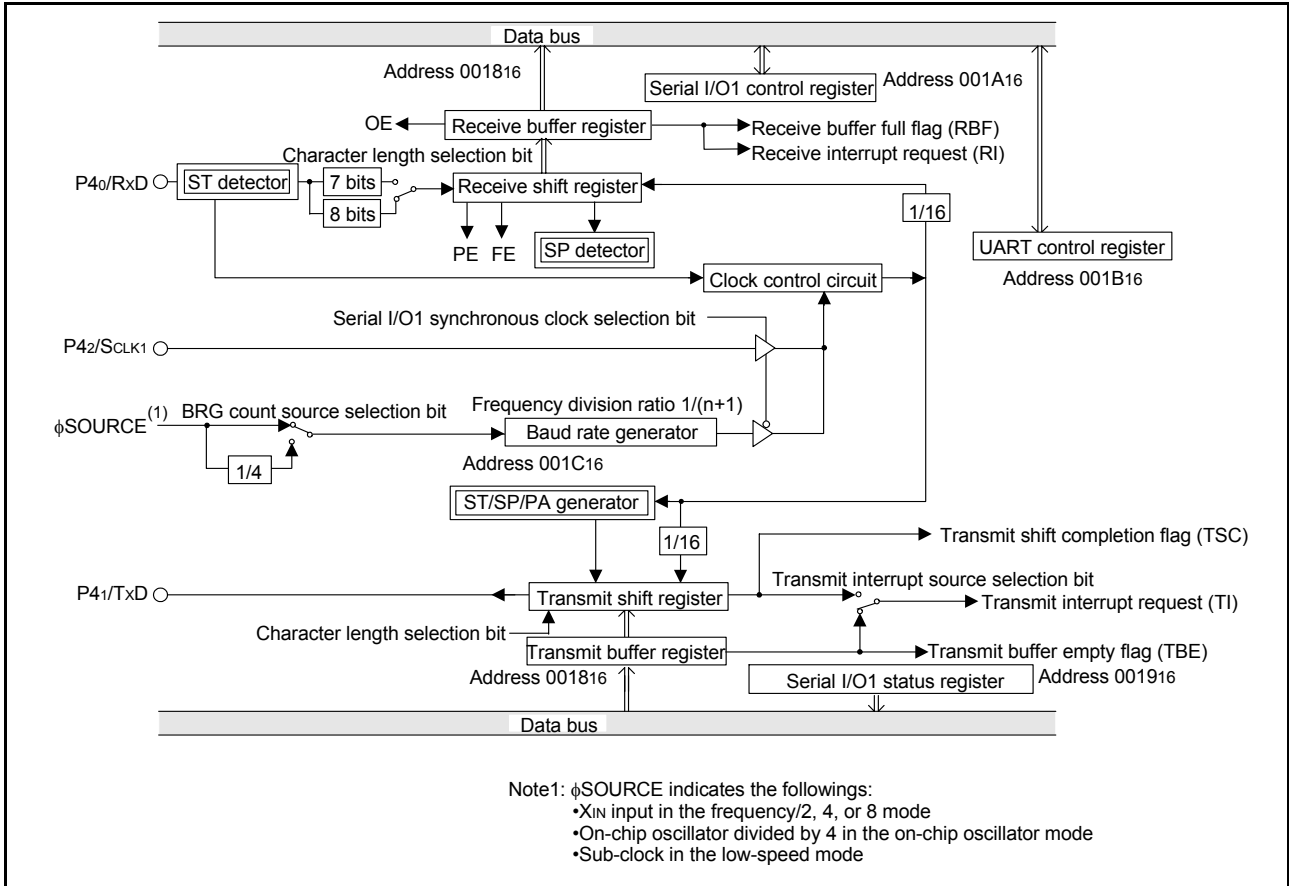 Data bus
Address 001816
Serial I/O1 control register
Address 001A16
OE
Receive buffer register
Receive buffer full flag (RBF)
Receive interrupt request (RI)
Character length selection bit
P40/RxD
ST detector
7 bits
8 bits
Receive shift register
1/16
PE
FE
SP detector
UART control register
Address 001B16
Clock control circuit
Serial I/O1 synchronous clock selection bit
P42/SCLK1
ϕSOURCE(1)
BRG count source selection bit
Frequency division ratio 1/(n+1)
Baud rate generator
1/4
Address 001C16
ST/SP/PA generator
1/16
Transmit shift completion flag (TSC)
P41/TxD
Transmit shift register
Transmit interrupt source selection bit
Transmit interrupt request (TI)
Character length selection bit
Transmit buffer register
Transmit buffer empty flag (TBE)
Address 001816
Serial I/O1 status register
Address 001916
Data bus
Note1: ϕSOURCE indicates the followings:
•XIN input in the frequency/2, 4, or 8 mode
•On-chip oscillator divided by 4 in the on-chip oscillator mode
•Sub-clock in the low-speed mode